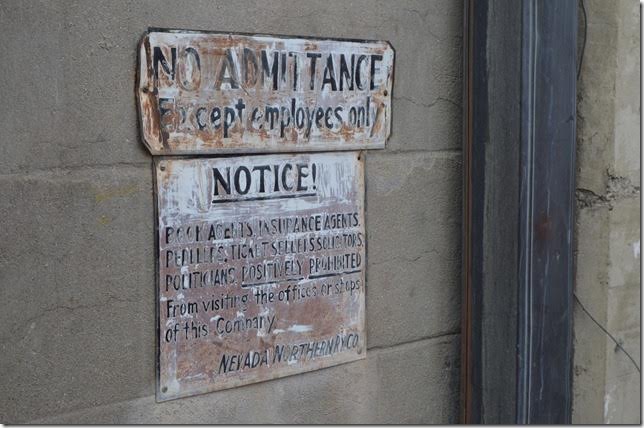 NO ADMITTANCE
Except employees only
NOTICE!
BOOK AGENTS, INSURANCE AGENTS,
PEDLERS, TICKET SELLERS, SOLICITORS,
POLITICIANS, POSITIVELY PROHIBITED
From visiting the offices or shops
of this Company
NEVADA NORTHERN RY. CO.